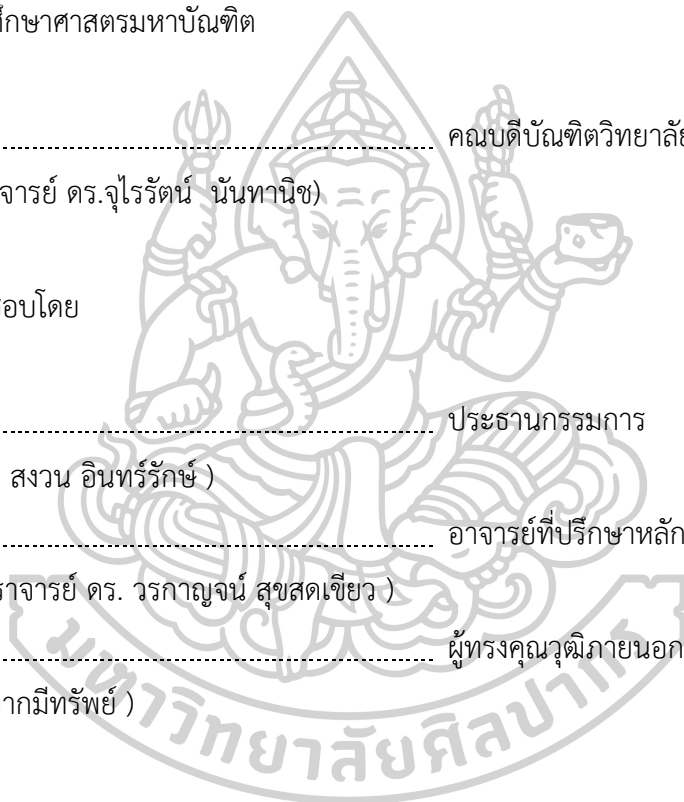 ศึกษาศาสตรมหาบัณฑิต
คณบดีบัณฑิตวิทยาลัย
จารย์ ดร.จุไรรัตน์ นันทานิช)
สอบโดย
ประธานกรรมการ
สงวน อินทร์รักษ์ )
อาจารย์ที่ปรึกษาหลัก
ราจารย์ ดร. วรกาญจน์ สุขสดเขียว )
ผู้ทรงคุณวุฒิภายนอก
ากมีทรัพย์ )
มหาวิทยาลัยศิลปากร